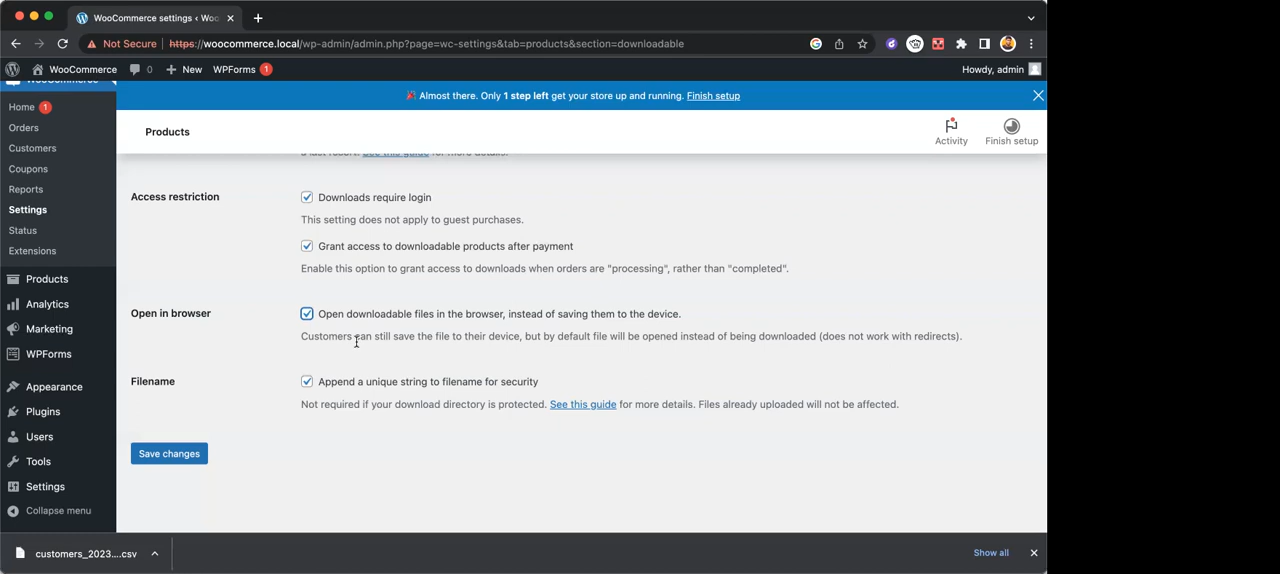 WooCommerce settings ‹ Woo
Not Secure https://woocommerce.local/wp-admin/admin.php?page=wc-settings&tab=products&section=downloadable
WooCommerce 0 New WPForms 1 Howdy, admin
WooCommerce
Almost there. Only 1 step left get your store up and running. Finish setup
Home 1
Orders
Customers
Coupons
Reports
Settings
Status
Extensions
Products
Analytics
Marketing
WPForms
Appearance
Plugins
Users
Tools
Settings
Collapse menu
Products
Activity
Finish setup
a last resort. See this guide for more details.
Access restriction
Downloads require login
This setting does not apply to guest purchases.
Grant access to downloadable products after payment
Enable this option to grant access to downloads when orders are "processing", rather than "completed".
Open in browser
Open downloadable files in the browser, instead of saving them to the device.
Customers can still save the file to their device, but by default file will be opened instead of being downloaded (does not work with redirects).
Filename
Append a unique string to filename for security
Not required if your download directory is protected. See this guide for more details. Files already uploaded will not be affected.
Save changes
customers_2023....csv
Show all